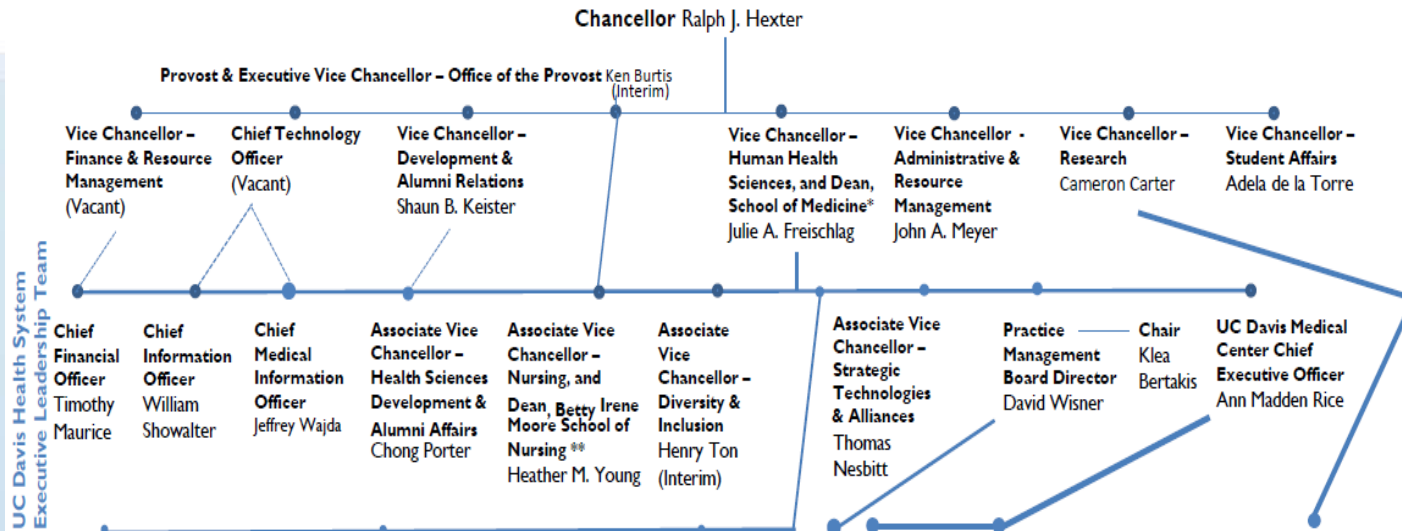 Chancellor Ralph J. Hexter
Provost & Executive Vice Chancellor – Office of the Provost Ken Burtis
(Interim)
Vice Chancellor –
Finance & Resource
Management
(Vacant)
Chief Technology
Officer
(Vacant)
Vice Chancellor –
Development &
Alumni Relations
Shaun B. Keister
Vice Chancellor –
Human Health
Sciences, and Dean,
School of Medicine*
Julie A. Freischlag
Vice Chancellor -
Administrative &
Resource
Management
John A. Meyer
Vice Chancellor –
Research
Cameron Carter
Vice Chancellor –
Student Affairs
Adela de la Torre
UC Davis Health System
Executive Leadership Team
Chief
Financial
Officer
Timothy
Maurice
Chief
Information
Officer
William
Showalter
Chief
Medical
Information
Officer
Jeffrey Wajda
Associate Vice
Chancellor –
Health Sciences
Development &
Alumni Affairs
Chong Porter
Associate Vice
Chancellor –
Nursing, and
Dean, Betty Irene
Moore School of
Nursing **
Heather M. Young
Associate
Vice
Chancellor –
Diversity &
Inclusion
Henry Ton
(Interim)
Associate Vice
Chancellor –
Strategic
Technologies
& Alliances
Thomas
Nesbitt
Practice
Management
Board Director
David Wisner
Chair
Klea
Bertakis
UC Davis Medical
Center Chief
Executive Officer
Ann Madden Rice